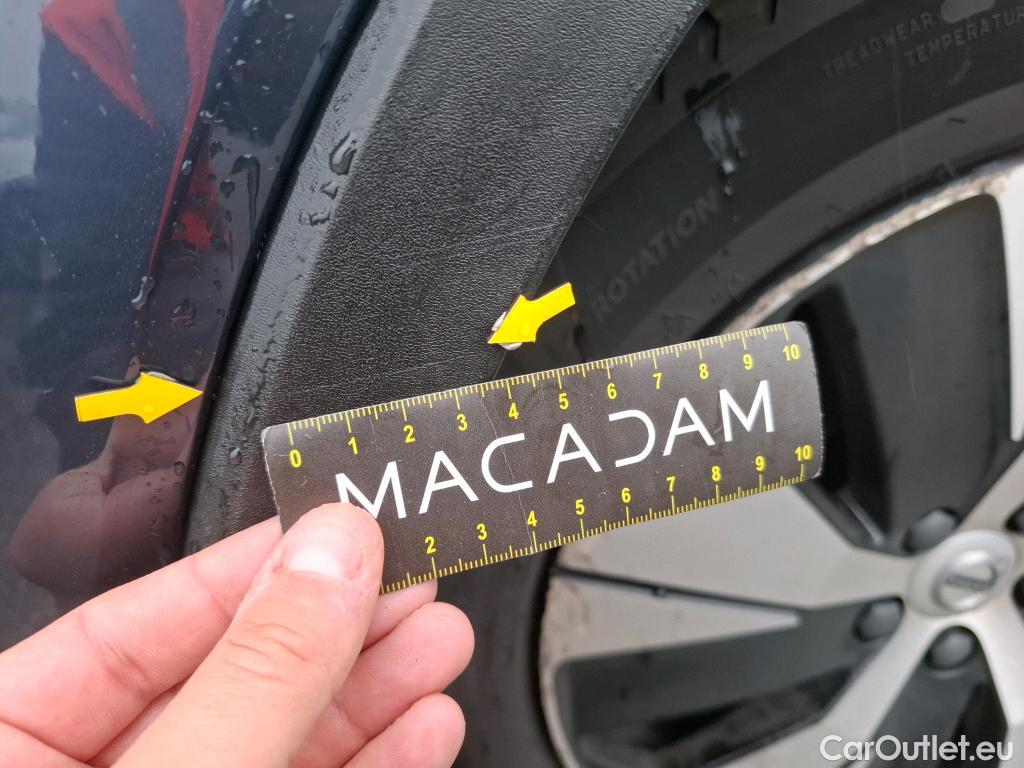 TREADWEAR
TEMPERATURE
ROTATION
0 1 2 3 4 5 6 7 8 9 10
MACADAM
2 3 4 5 6 7 8 9 10
CarOutlet.eu